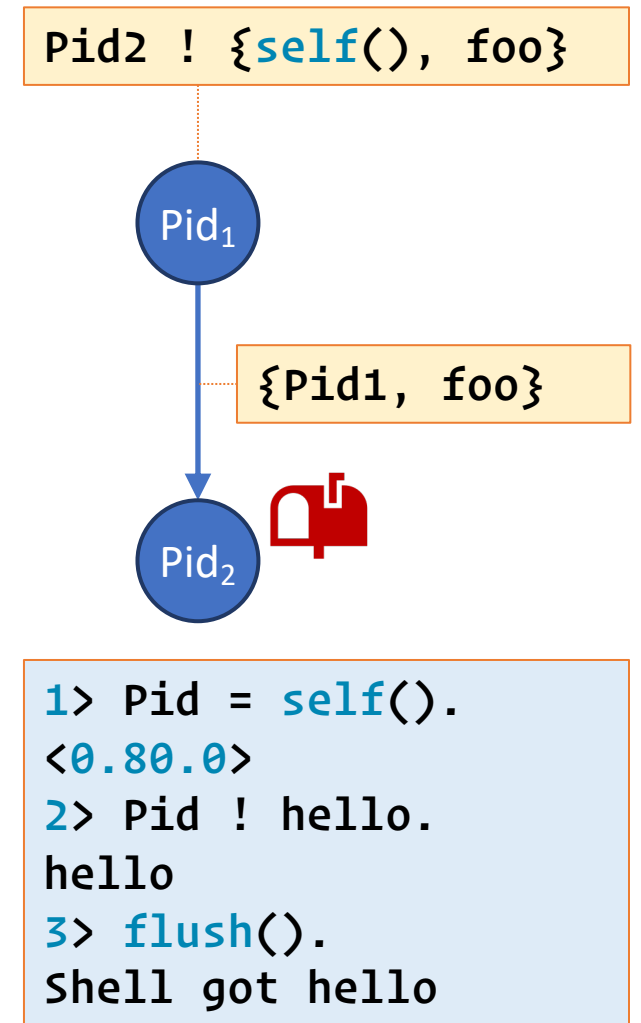 Pid2 ! {self(), foo}
Pid₁
{Pid1, foo}
Pid₂
1> Pid = self().
<0.80.0>
2> Pid ! hello.
hello
3> flush().
Shell got hello